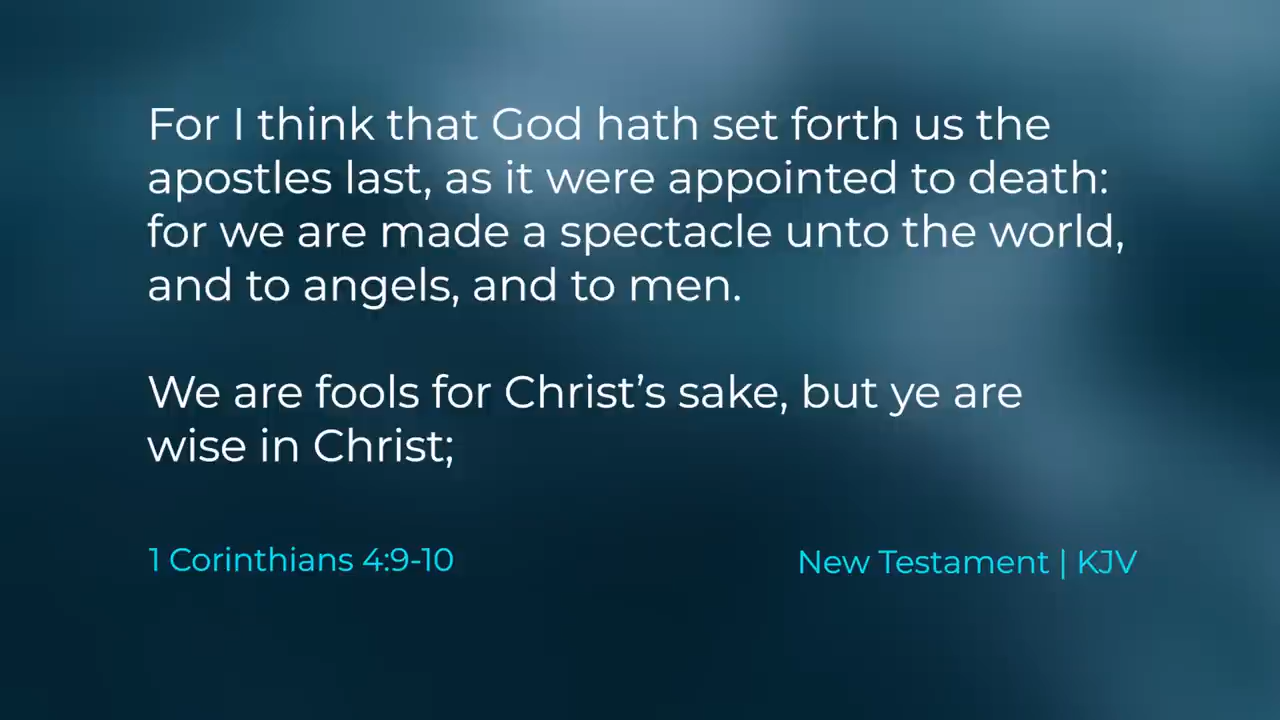 For I think that God hath set forth us the
apostles last, as it were appointed to death:
for we are made a spectacle unto the world,
and to angels, and to men.
We are fools for Christ’s sake, but ye are
wise in Christ;
1 Corinthians 4:9-10
New Testament | KJV